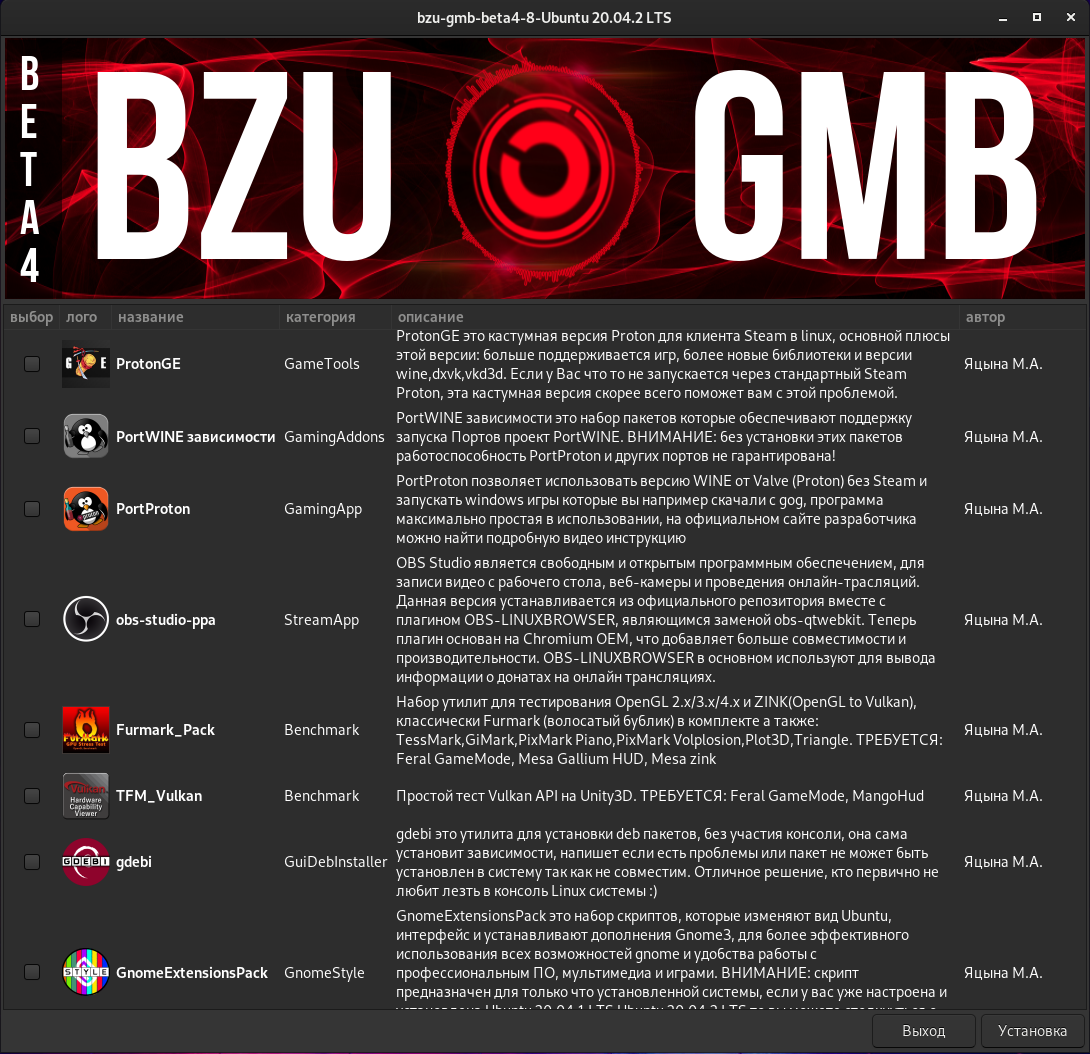 bzu-gmb-beta4-8-Ubuntu 20.04.2 LTS
BETA4
BZU GMB
выбор лого название категория описание автор
ProtonGE это кастумная версия Proton для клиента Steam в linux, основной плюсы
этой версии: больше поддерживается игр, более новые библиотеки и версии
G E ProtonGE GameTools Яцына М.А.
wine,dxvk,vkd3d. Если у Вас что то не запускается через стандартный Steam
Proton, эта кастумная версия скорее всего поможет вам с этой проблемой.
PortWINE зависимости это набор пакетов которые обеспечивают поддержку
PortWINE зависимости GamingAddons запуска Портов проект PortWINE. ВНИМАНИЕ: без установки этих пакетов Яцына М.А.
работоспособность PortProton и других портов не гарантирована!
PortProton позволяет использовать версию WINE от Valve (Proton) без Steam и
запускать windows игры которые вы например скачали с gog, программа
PortProton GamingApp Яцына М.А.
максимально простая в использовании, на официальном сайте разработчика
можно найти подробную видео инструкцию
OBS Studio является свободным и открытым программным обеспечением, для
записи видео с рабочего стола, веб-камеры и проведения онлайн-трасляций.
Данная версия устанавливается из официального репозитория вместе с
obs-studio-ppa StreamApp плагином OBS-LINUXBROWSER, являющимся заменой obs-qtwebkit. Теперь Яцына М.А.
плагин основан на Chromium OEM, что добавляет больше совместимости и
производительности. OBS-LINUXBROWSER в основном используют для вывода
информации о донатах на онлайн трансляциях.
Набор утилит для тестирования OpenGL 2.x/3.x/4.x и ZINK(OpenGL to Vulkan),
классически Furmark (волосатый бублик) в комплекте а также:
FurMark
GPU Stress Test
Furmark_Pack Benchmark Яцына М.А.
TessMark,GiMark,PixMark Piano,PixMark Volplosion,Plot3D,Triangle. ТРЕБУЕТСЯ:
Feral GameMode, Mesa Gallium HUD, Mesa zink
Vulkan
Hardware
Capability
Viewer
TFM_Vulkan Benchmark Простой тест Vulkan API на Unity3D. ТРЕБУЕТСЯ: Feral GameMode, MangoHud Яцына М.А.
gdebi это утилита для установки deb пакетов, без участия консоли, она сама
установит зависимости, напишет если есть проблемы или пакет не может быть
GDEBI gdebi GuiDebInstaller Яцына М.А.
установлен в систему так как не совместим. Отличное решение, кто первично не
любит лезть в консоль Linux системы :)
GnomeExtensionsPack это набор скриптов, которые изменяют вид Ubuntu,
интерфейс и устанавливают дополнения Gnome3, для более эффективного
использования всех возможностей gnome и удобства работы с
STYLE GnomeExtensionsPack GnomeStyle профессиональным ПО, мультимедиа и играми. ВНИМАНИЕ: скрипт Яцына М.А.
предназначен для только что установленной системы, если у вас уже настроена и
Выход Установка